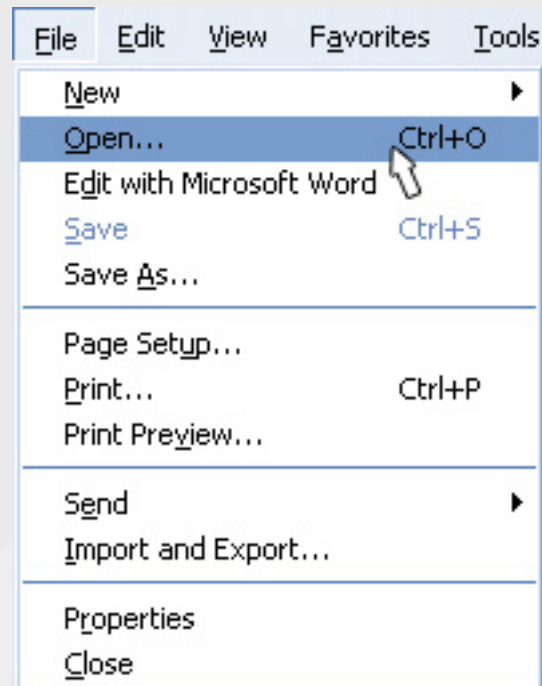 File Edit View Favorites Tools
New
Open... Ctrl+O
Edit with Microsoft Word
Save Ctrl+S
Save As...
Page Setup...
Print... Ctrl+P
Print Preview...
Send
Import and Export...
Properties
Close